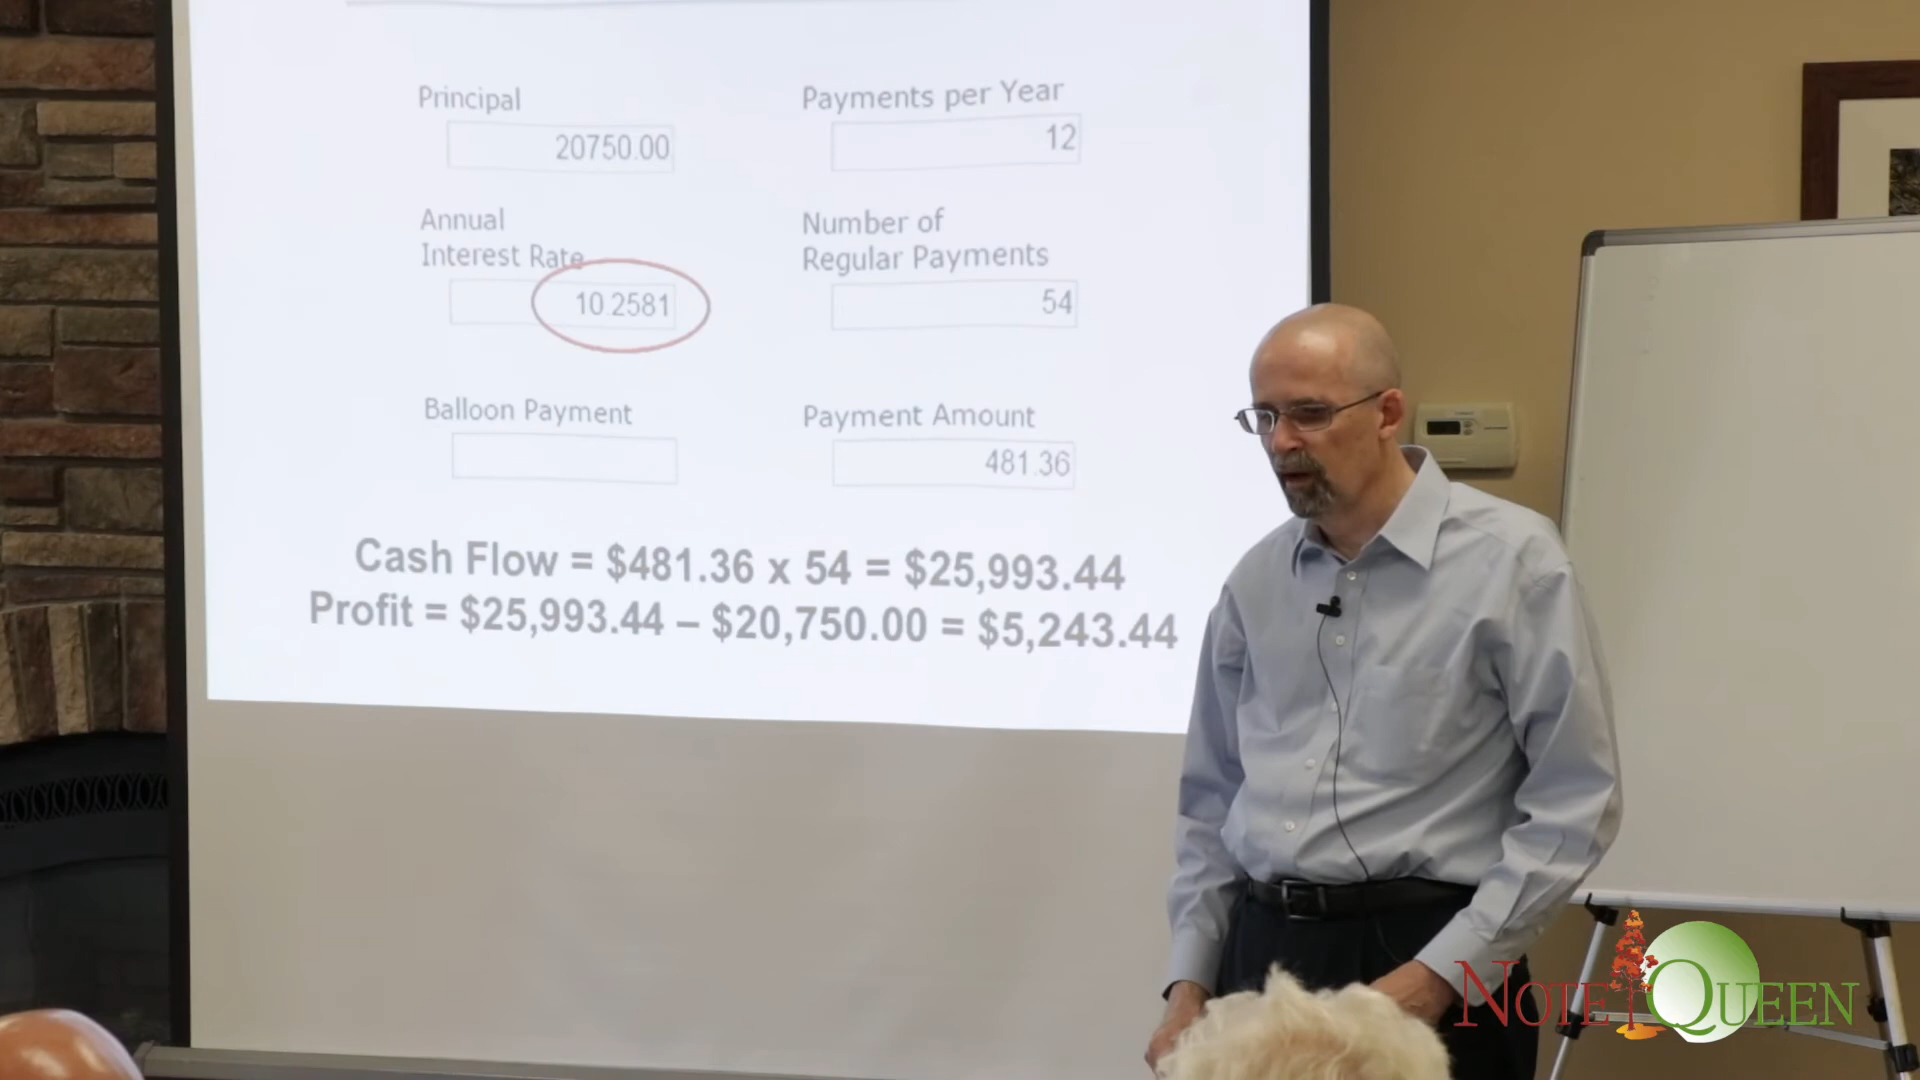 Principal
20750.00
Payments per Year
12
Annual
Interest Rate
10.2581
Number of
Regular Payments
54
Balloon Payment
Payment Amount
481.36
Cash Flow = $481.36 x 54 = $25,993.44
Profit = $25,993.44 – $20,750.00 = $5,243.44
NOTE QUEEN